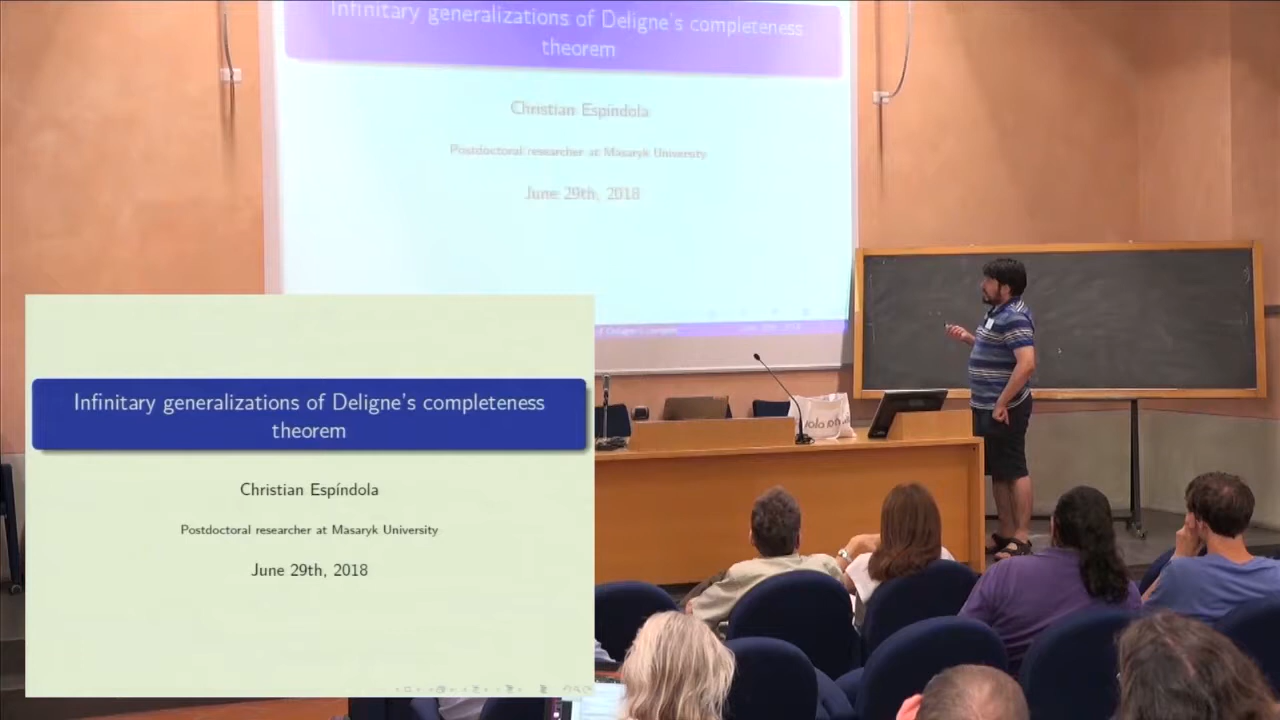 Infinitary generalizations of Deligne's completeness
theorem
Christian Espíndola
Postdoctoral researcher at Masaryk University
June 29th, 2018
Infinitary generalizations of Deligne's completeness
theorem
Christian Espíndola
Postdoctoral researcher at Masaryk University
June 29th, 2018